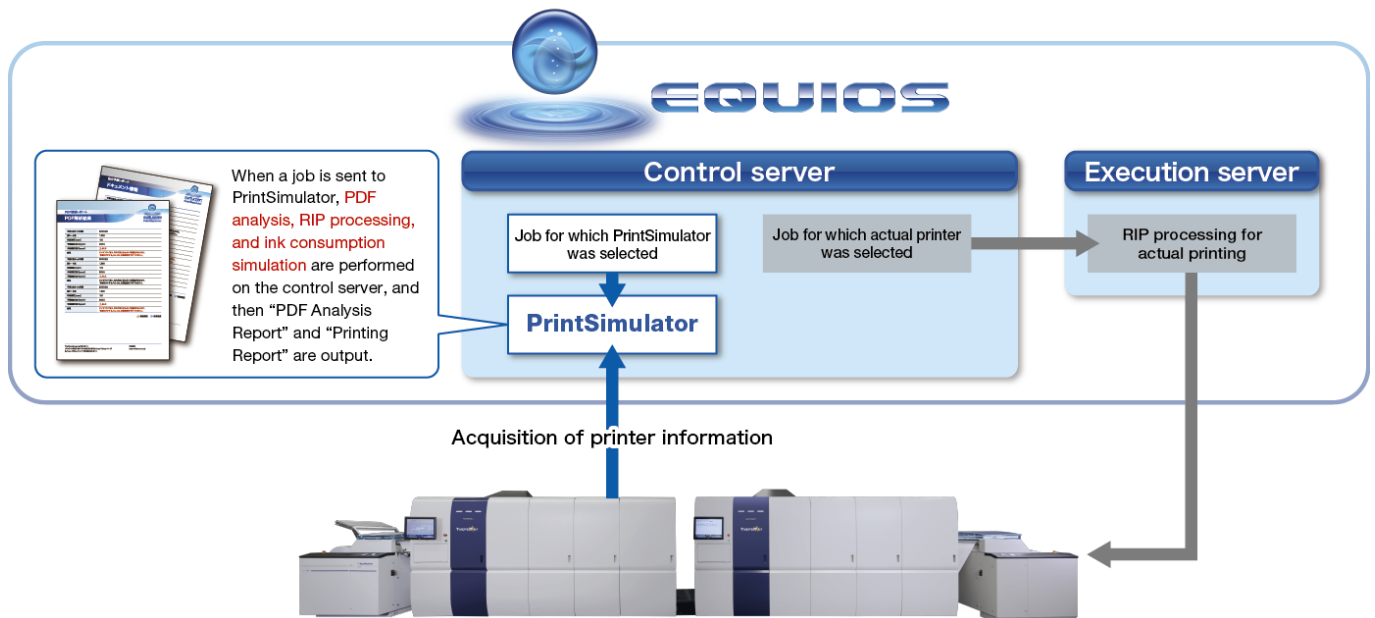 EQUIOS
When a job is sent to
PrintSimulator, PDF
analysis, RIP processing,
and ink consumption
simulation are performed
on the control server, and
then “PDF Analysis
Report” and “Printing
Report” are output.
Control server
Job for which PrintSimulator
was selected
PrintSimulator
Job for which actual printer
was selected
Execution server
RIP processing for
actual printing
Acquisition of printer information